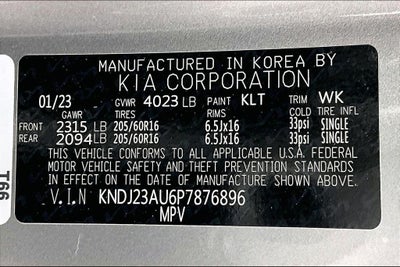 MANUFACTURED IN KOREA BY
KIA CORPORATION
01/23 GVWR 4023 LB PAINT KLT TRIM WK
GAWR TIRES RIMS COLD TIRE INFL
FRONT 2315 LB 205/60R16 6.5Jx16 33psi SINGLE
REAR 2094 LB 205/60R16 6.5Jx16 33psi SINGLE
THIS VEHICLE CONFORMS TO ALL APPLICABLE U.S.A. FEDERAL
MOTOR VEHICLE SAFETY AND THEFT PREVENTION STANDARDS
IN EFFECT ON THE DATE OF MANUFACTURE SHOWN ABOVE.
V.I.N KNDJ23AU6P7876896
MPV
991